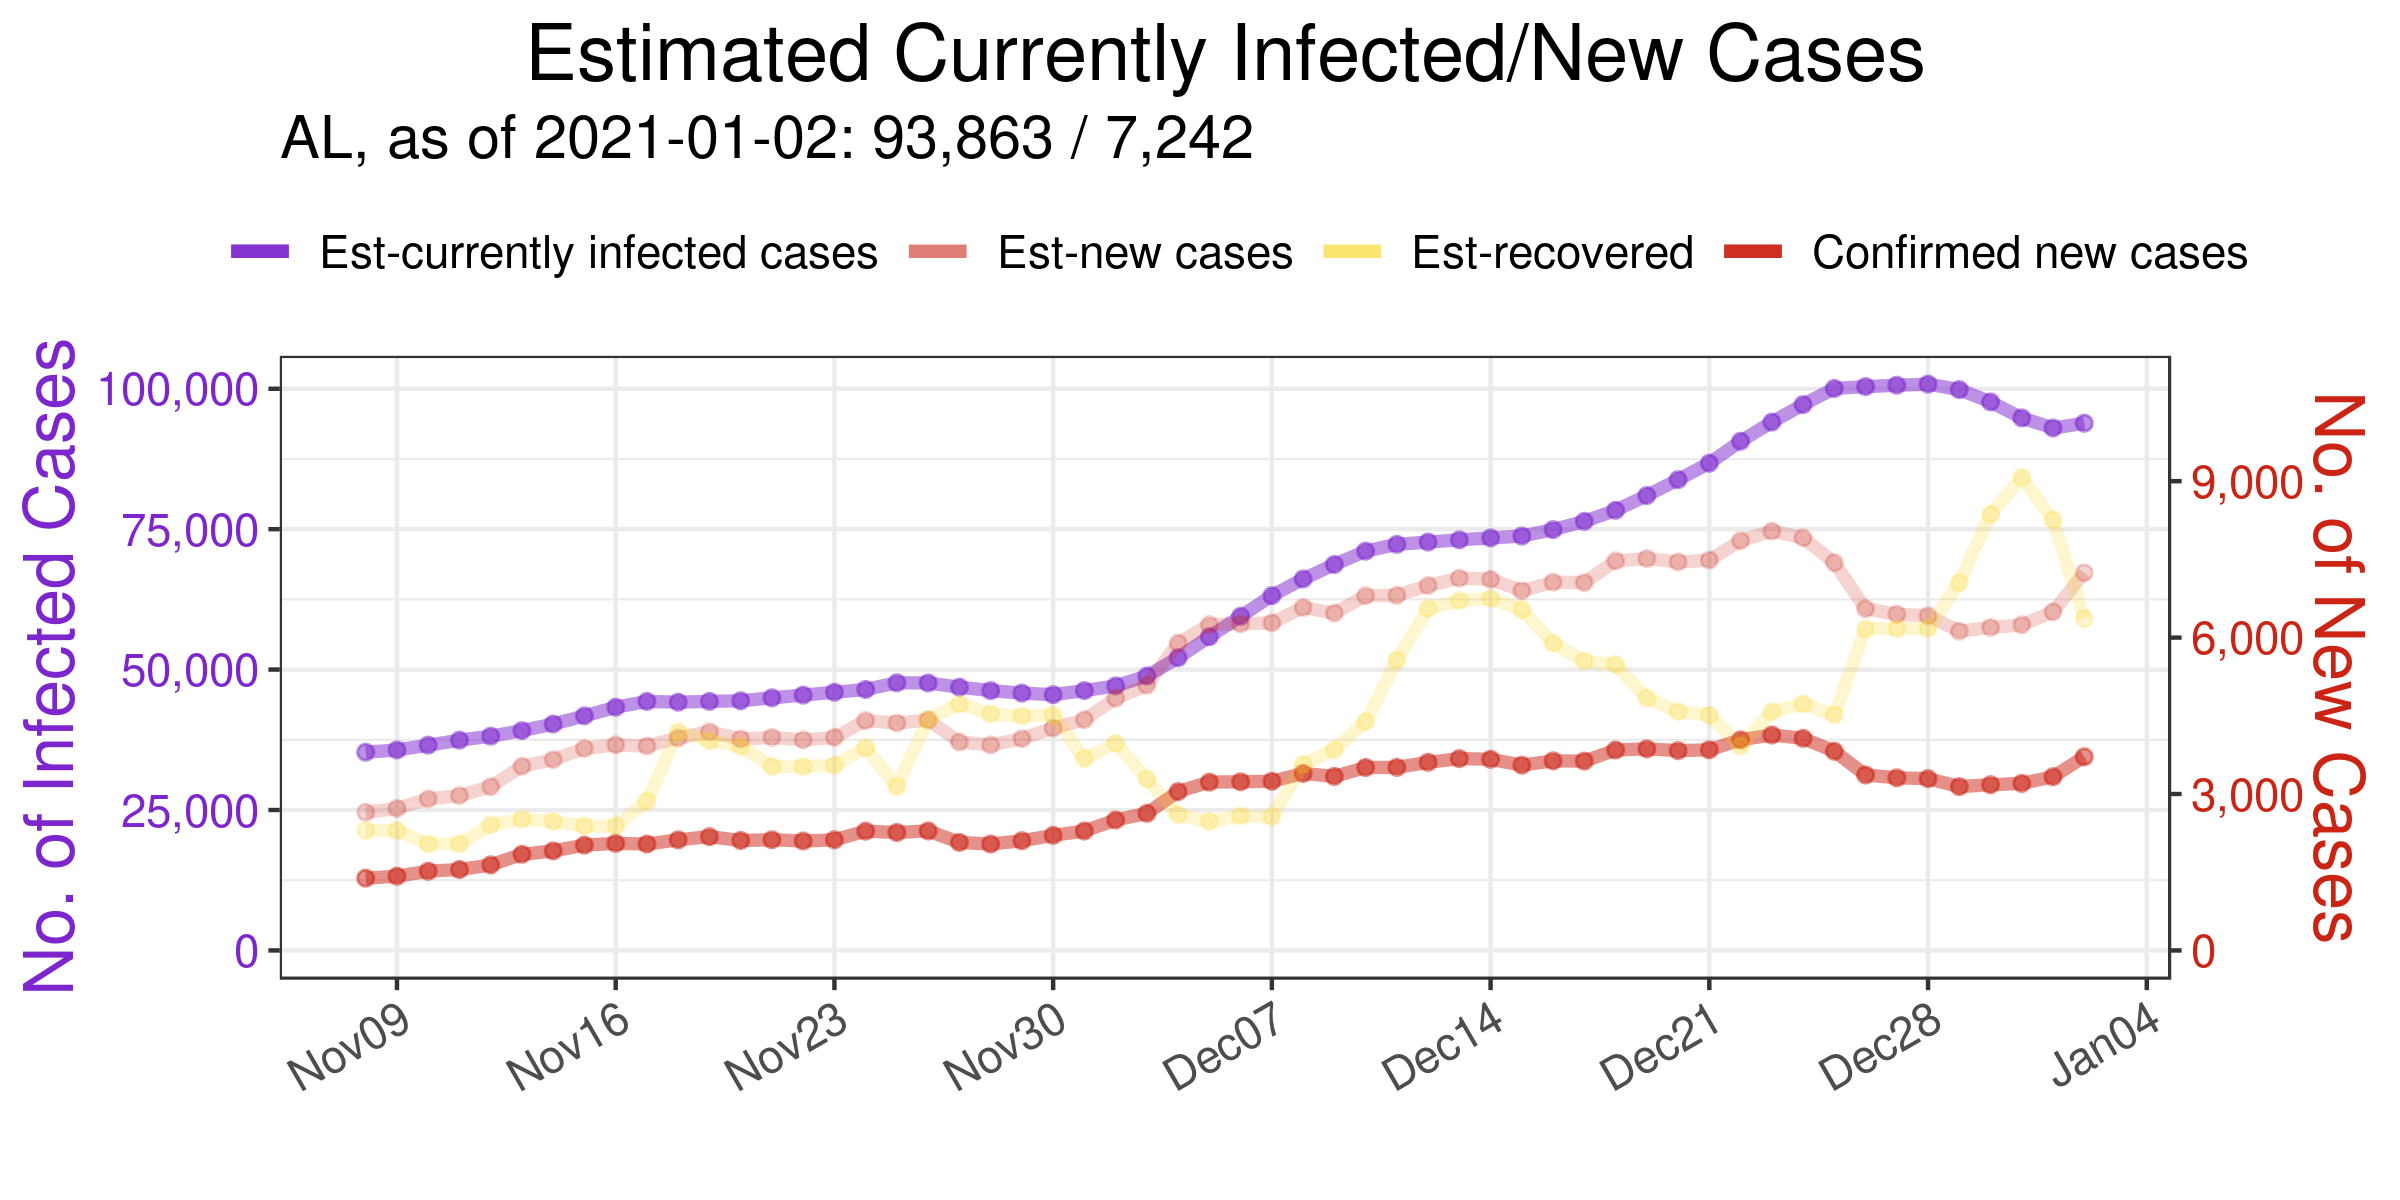 Estimated Currently Infected/New Cases
AL, as of 2021-01-02: 93,863 / 7,242
Est-currently infected cases Est-new cases Est-recovered Confirmed new cases
No. of Infected Cases
100,000
75,000
50,000
25,000
0
9,000
6,000
3,000
0
No. of New Cases
Nov09 Nov16 Nov23 Nov30 Dec07 Dec14 Dec21 Dec28 Jan04